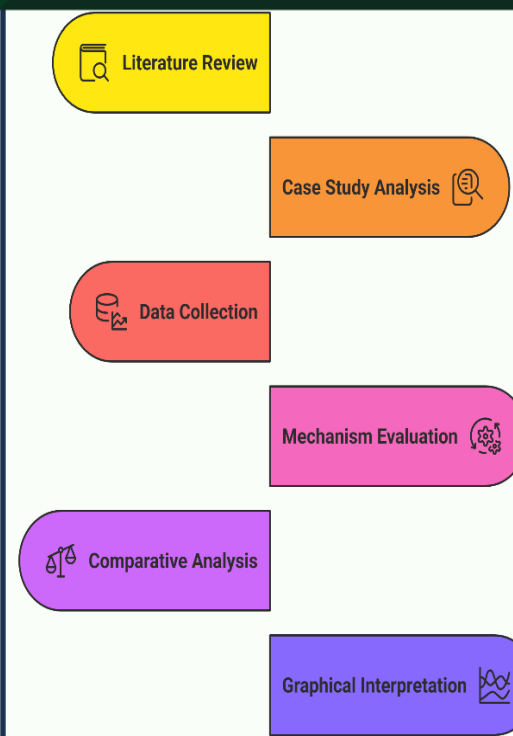 Literature Review
Case Study Analysis
Data Collection
Mechanism Evaluation
Comparative Analysis
Graphical Interpretation